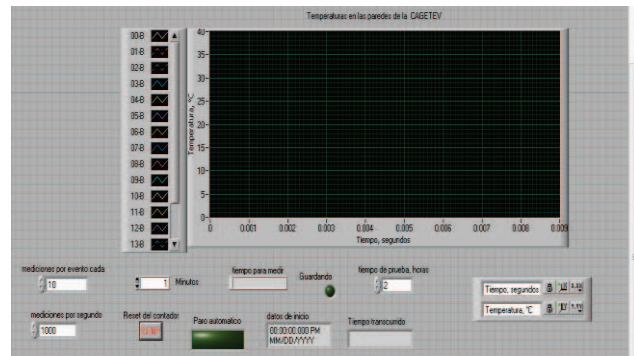 Temperaturas en las paredes de la CAGETEV
00-B
01-B
02-B
03-B
04-B
05-B
06-B
07-B
08-B
09-B
10-B
11-B
12-B
13-B
Temperatura, °C
40
35
30
25
20
15
10
5
0
0 0.001 0.002 0.003 0.004 0.005 0.006 0.007 0.008 0.009
Tiempo, segundos
mediciones por evento cada
10
1 Minutos
tiempo para medir
Guardando
tiempo de prueba, horas
2
Tiempo, segundos
Temperatura, °C
mediciones por segundo
1000
Reset del contador
Paro automatico
datos de inicio
00:00:00.000 PM
MM/DD/YYYY
Tiempo transcurrido